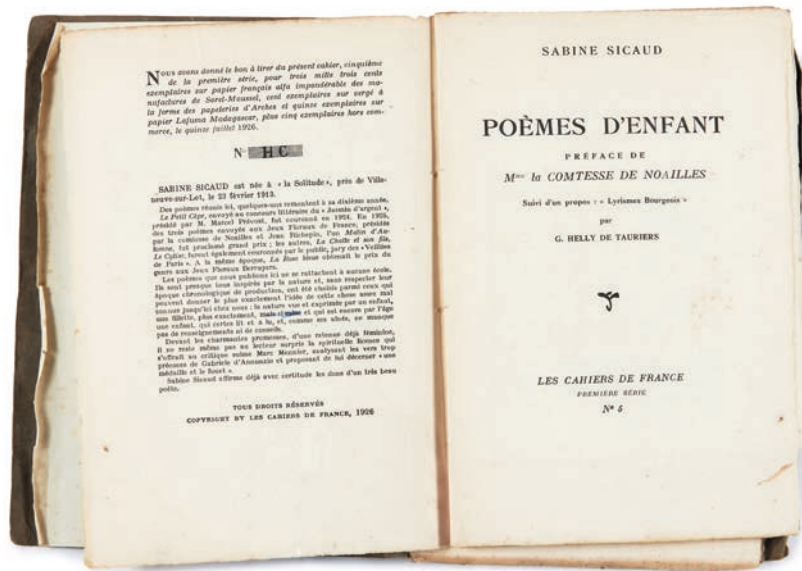 Nous avons donné le bon à tirer du présent cahier, cinquième
de la première série, pour trois mille trois cents
exemplaires sur papier français alfa impondérable des ma-
nufactures de Sorel-Moussel, cent exemplaires sur vergé à
la forme des papeteries d'Arches et quinze exemplaires sur
papier Lafuma Madagascar, plus cinq exemplaires hors com-
merce, le quinze juillet 1926.
N° HC
SABINE SICAUD est née à « la Solitude », près de Ville-
neuve-sur-Lot, le 23 février 1913.
Des poèmes réunis ici, quelques-uns remontent à sa dixième année.
Le Petit Cèpe, envoyé au concours littéraire du « Jasmin d'argent »,
présidé par M. Marcel Prévost, fut couronné en 1924. En 1925,
des trois poèmes envoyés aux Jeux Floraux de France, présidés
par la comtesse de Noailles et Jean Richepin, l'un Matin d'Au-
tomne, fut proclamé grand prix ; les autres, La Chatte et son fils,
Le Cytise, furent également couronnés par le public, jury des « Veillées
de Paris ». A la même époque, La Rose bleue obtenait le prix du
genre aux Jeux Floraux
Les poèmes que nous publions ici ne se rattachent à aucune école.
Ils sont presque tous inspirés par la nature et, sans respecter leur
époque chronologique de production, ont été choisis parmi ceux qui
peuvent donner le plus exactement l'idée de cette chose assez mal
connue jusqu'ici chez nous : la nature vue et exprimée par un enfant,
une fillette, plus exactement, mais et qui est encore par l'âge
une enfant, qui certes lit et a lu, et, comme ses aînés, ne manque
pas de renseignements ni de conseils.
Devant les charmantes promesses, d'une retenue déjà féminine,
il ne reste même pas au lecteur surpris la spirituelle Romea qui
s'offrait au critique suisse Marc Monnier, analysant les vers trop
précoces de Gabriele d'Annunzio et proposant de lui décerner « une
médaille et le fouet ».
Sabine Sicaud affirme déjà avec certitude les dons d'un très beau
poète.
TOUS DROITS RÉSERVÉS
COPYRIGHT BY LES CAHIERS DE FRANCE, 1926
SABINE SICAUD
POÈMES D'ENFANT
PRÉFACE DE
Mme la COMTESSE DE NOAILLES
Suivi d'un propos : « Lyrismes Bourgeois »
par
G. HELLY DE TAURIERS
LES CAHIERS DE FRANCE
PREMIÈRE SÉRIE
N° 5